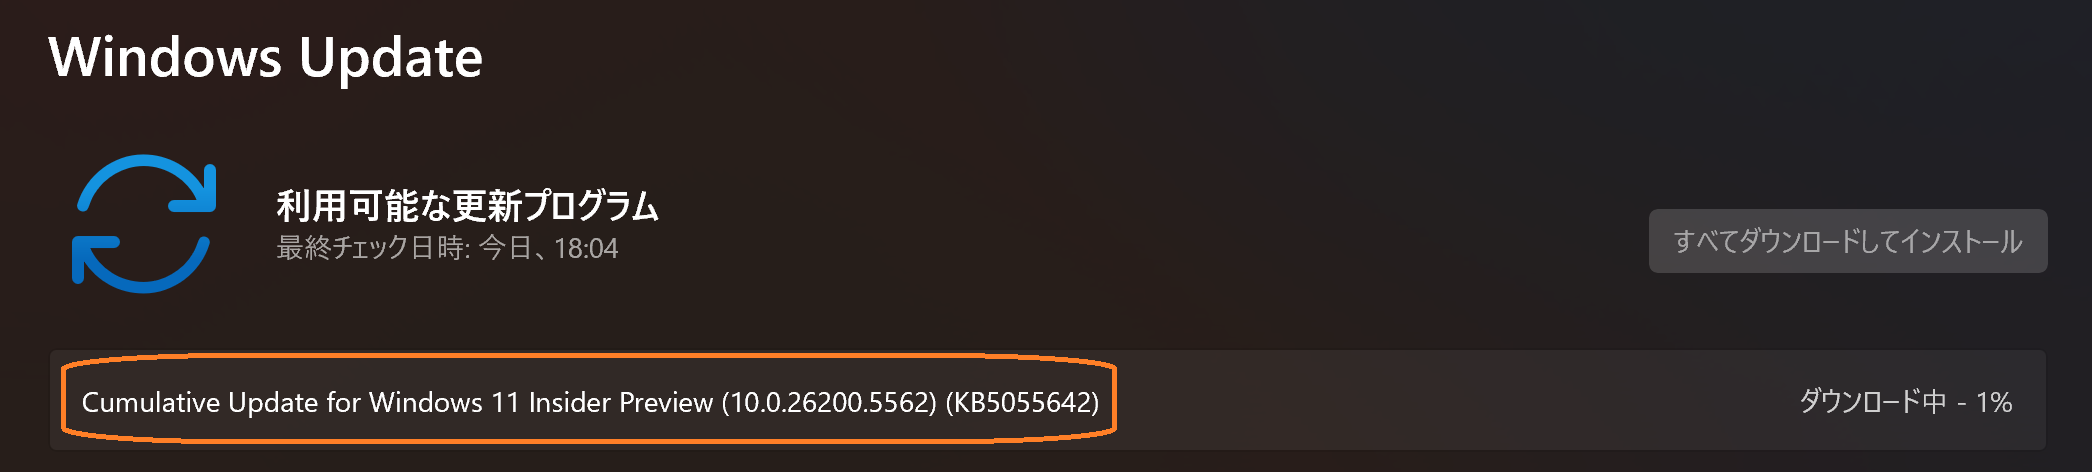 Windows Update
利用可能な更新プログラム
最終チェック日時: 今日、18:04
すべてダウンロードしてインストール
Cumulative Update for Windows 11 Insider Preview (10.0.26200.5562) (KB5055642)
ダウンロード中 - 1%